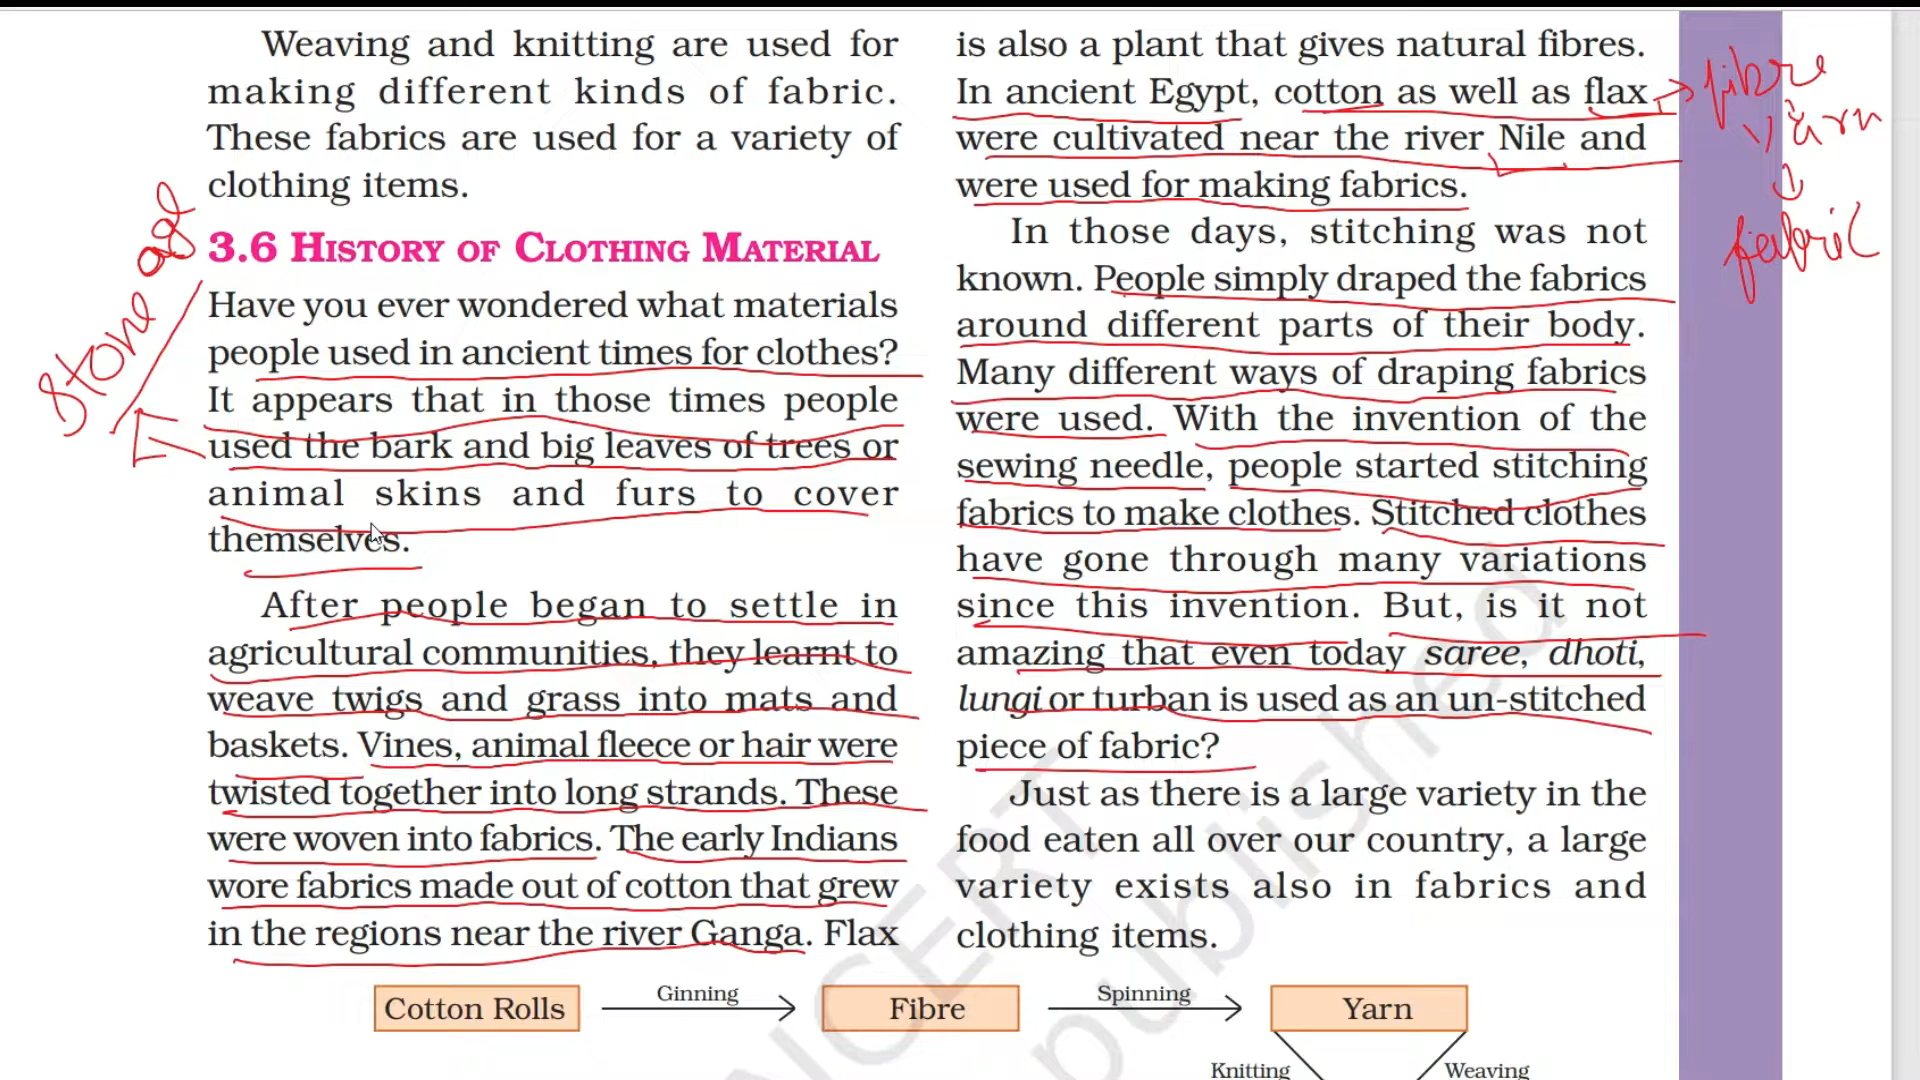 Weaving and knitting are used for
making different kinds of fabric.
These fabrics are used for a variety of
clothing items.
3.6 HISTORY OF CLOTHING MATERIAL
Have you ever wondered what materials
people used in ancient times for clothes?
It appears that in those times people
used the bark and big leaves of trees or
animal skins and furs to cover
themselves.
After people began to settle in
agricultural communities, they learnt to
weave twigs and grass into mats and
baskets. Vines, animal fleece or hair were
twisted together into long strands. These
were woven into fabrics. The early Indians
wore fabrics made out of cotton that grew
in the regions near the river Ganga. Flax
is also a plant that gives natural fibres.
In ancient Egypt, cotton as well as flax
were cultivated near the river Nile and
were used for making fabrics.
In those days, stitching was not
known. People simply draped the fabrics
around different parts of their body.
Many different ways of draping fabrics
were used. With the invention of the
sewing needle, people started stitching
fabrics to make clothes. Stitched clothes
have gone through many variations
since this invention. But, is it not
amazing that even today saree, dhoti,
lungi or turban is used as an un-stitched
piece of fabric?
Just as there is a large variety in the
food eaten all over our country, a large
variety exists also in fabrics and
clothing items.
Cotton Rolls
Ginning
Fibre
Spinning
Yarn
Knitting
Weaving
Stone age
fibre
yarn
fabric
NCERT
published